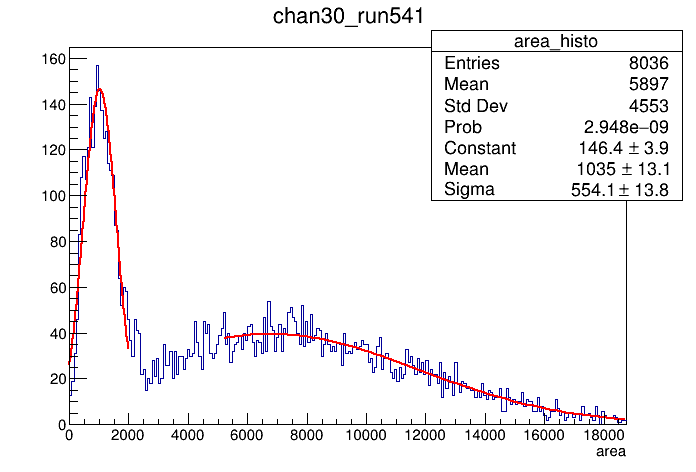 chan30_run541
area_histo
Entries 8036
Mean 5897
Std Dev 4553
Prob 2.948e−09
Constant 146.4 ± 3.9
Mean 1035 ± 13.1
Sigma 554.1 ± 13.8
160
140
120
100
80
60
40
20
0
0 2000 4000 6000 8000 10000 12000 14000 16000 18000
area